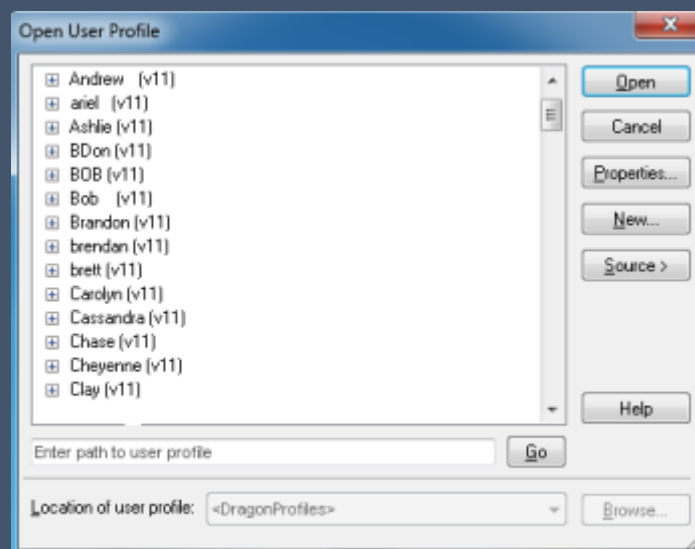 Open User Profile
Andrew (v11)
ariel (v11)
Ashlie (v11)
BDon (v11)
BOB (v11)
Bob (v11)
Brandon (v11)
brendan (v11)
brett (v11)
Carolyn (v11)
Cassandra (v11)
Chase (v11)
Cheyenne (v11)
Clay (v11)
Open
Cancel
Properties...
New...
Source >
Help
Enter path to user profile
Go
Location of user profile:
<DragonProfiles>
Browse...